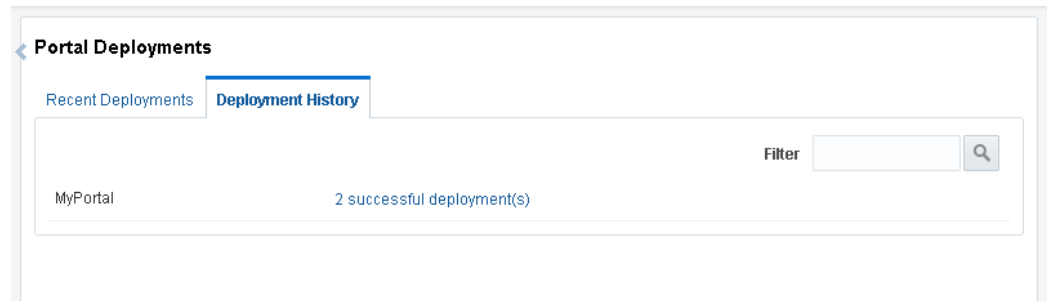 Portal Deployments
Recent Deployments Deployment History
Filter
MyPortal 2 successful deployment(s)